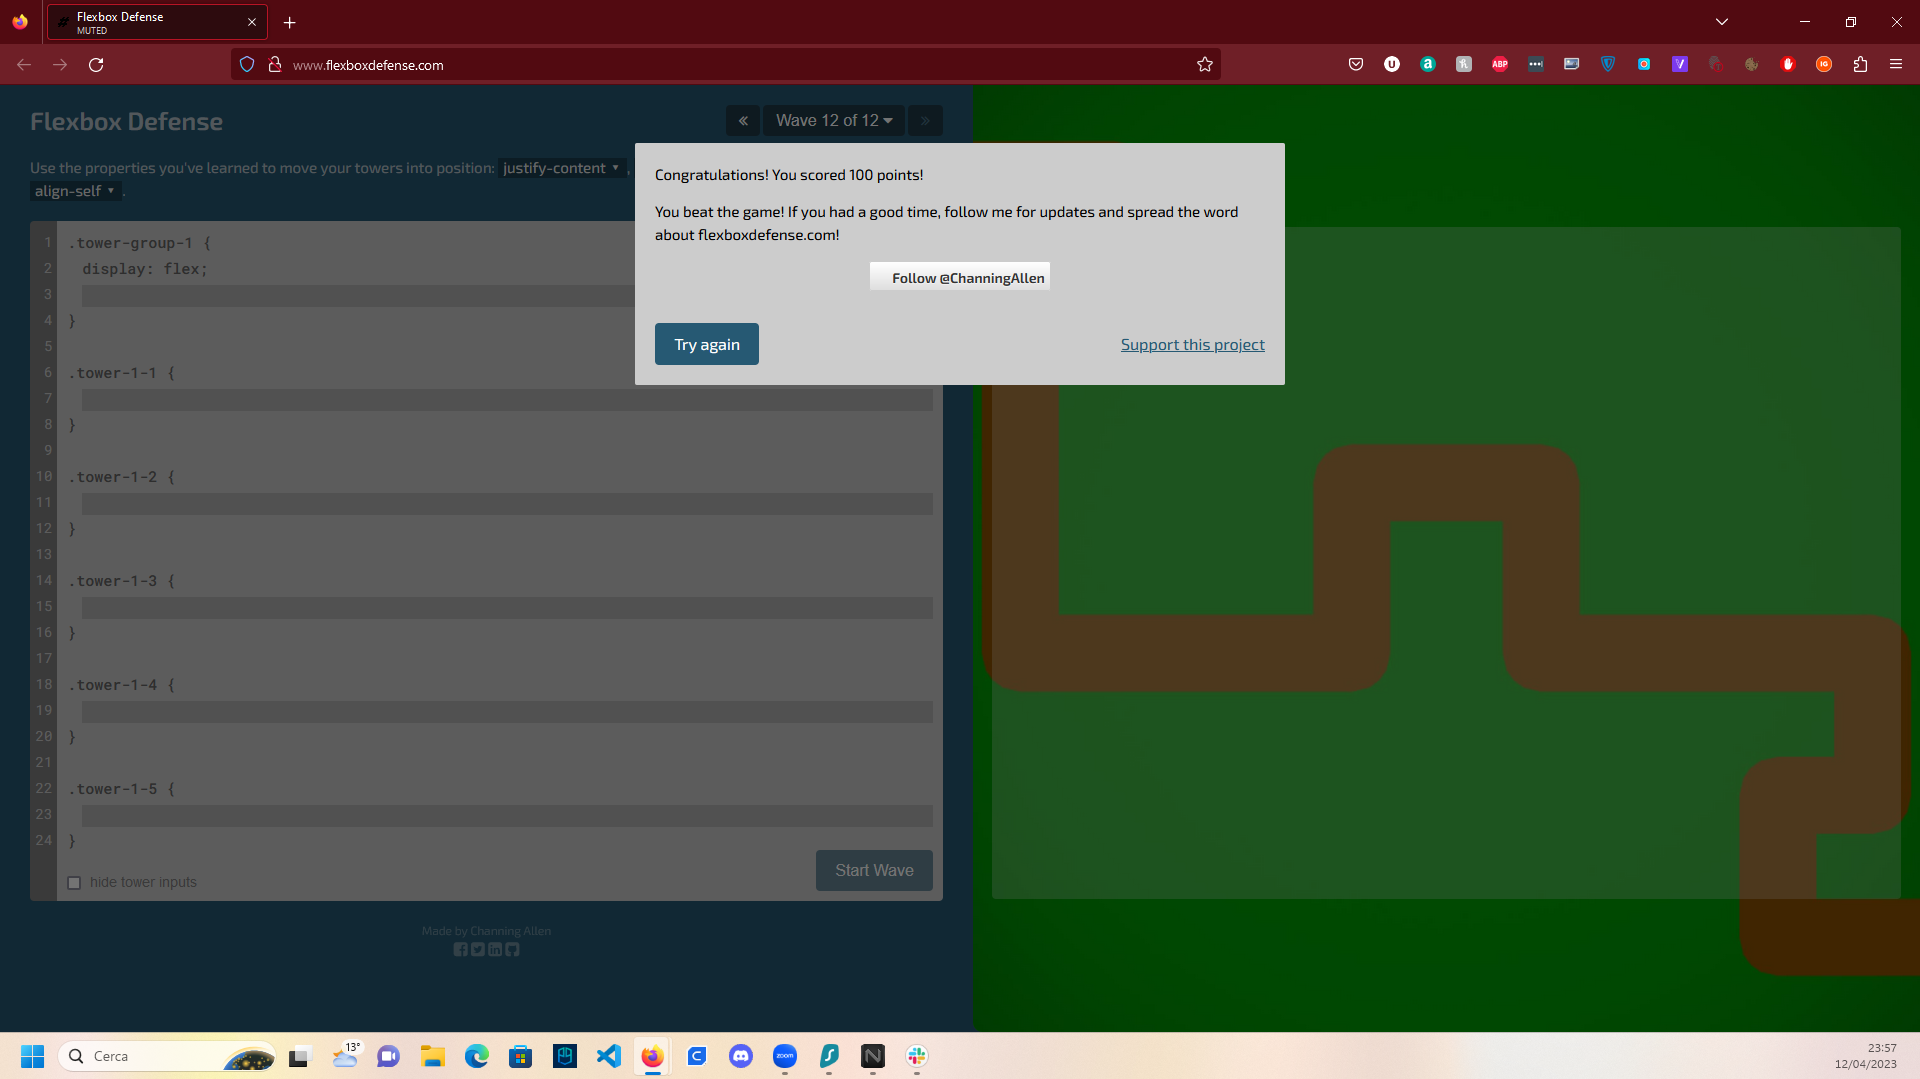 Flexbox Defense
MUTED
www.flexboxdefense.com
Flexbox Defense
« Wave 12 of 12 »
Use the properties you've learned to move your towers into position: justify-content ,
align-self .
1 .tower-group-1 {
2 display: flex;
3
4 }
5
6 .tower-1-1 {
7
8 }
9
10 .tower-1-2 {
11
12 }
13
14 .tower-1-3 {
15
16 }
17
18 .tower-1-4 {
19
20 }
21
22 .tower-1-5 {
23
24 }
hide tower inputs
Start Wave
Made by Channing Allen
Congratulations! You scored 100 points!
You beat the game! If you had a good time, follow me for updates and spread the word
about flexboxdefense.com!
Follow @ChanningAllen
Try again
Support this project
ABP
Cerca
13°
zoom
23:57
12/04/2023